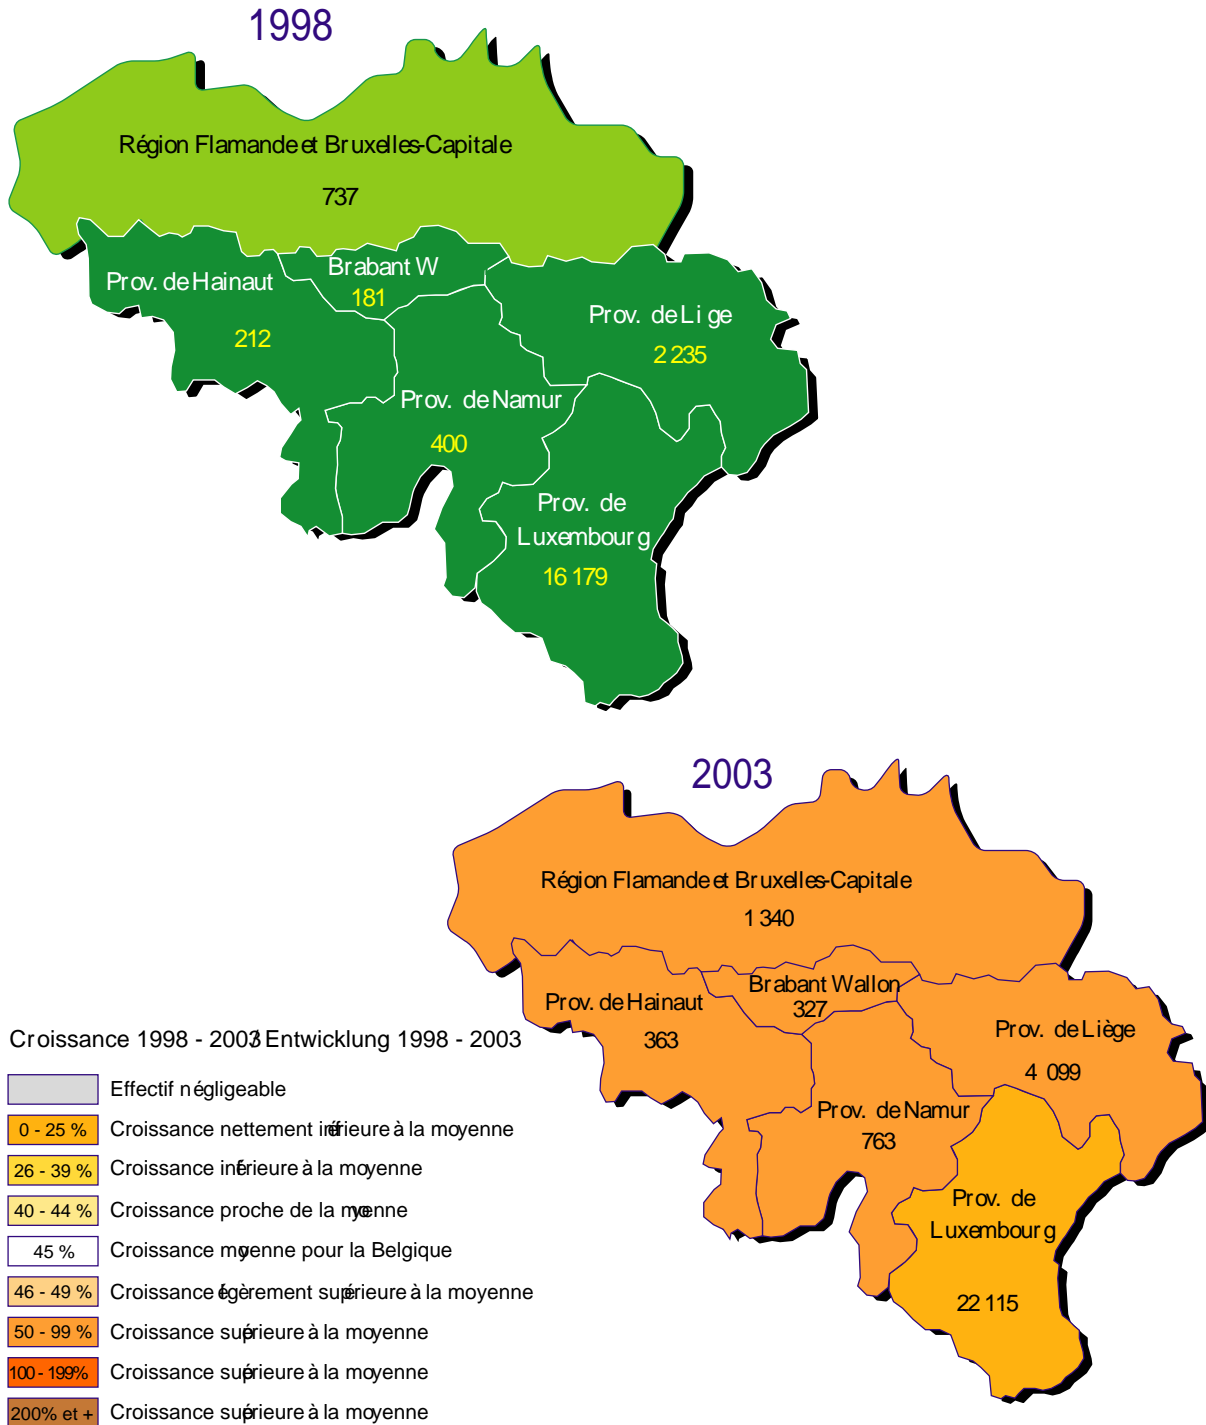 1998
Région Flamande et Bruxelles-Capitale
737
Prov. de Hainaut
212
Brabant W
181
Prov. de Li ge
2 235
Prov. de Namur
400
Prov. de
Luxembourg
16 179
2003
Région Flamande et Bruxelles-Capitale
1 340
Prov. de Hainaut
363
Brabant Wallon
327
Prov. de Liège
4 099
Prov. de Namur
763
Prov. de
Luxembourg
22 115
Croissance 1998 - 2003/ Entwicklung 1998 - 2003
Effectif négligeable
0 - 25 % Croissance nettement inférieure à la moyenne
26 - 39 % Croissance inférieure à la moyenne
40 - 44 % Croissance proche de la moyenne
45 % Croissance moyenne pour la Belgique
46 - 49 % Croissance légèrement supérieure à la moyenne
50 - 99 % Croissance supérieure à la moyenne
100 - 199% Croissance supérieure à la moyenne
200% et + Croissance supérieure à la moyenne